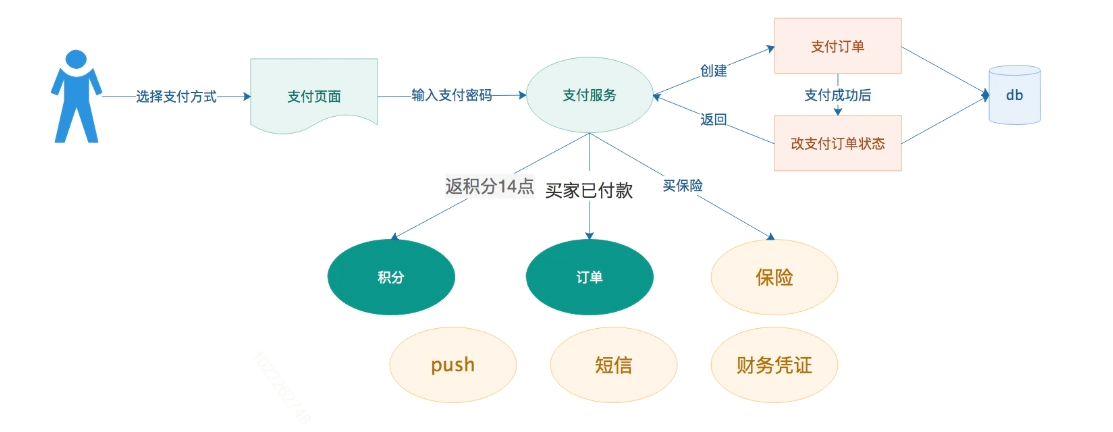 选择支付方式
支付页面
输入支付密码
支付服务
创建
返回
支付订单
支付成功后
改支付订单状态
db
返积分14点
买家已付款
买保险
积分
订单
保险
push
短信
财务凭证